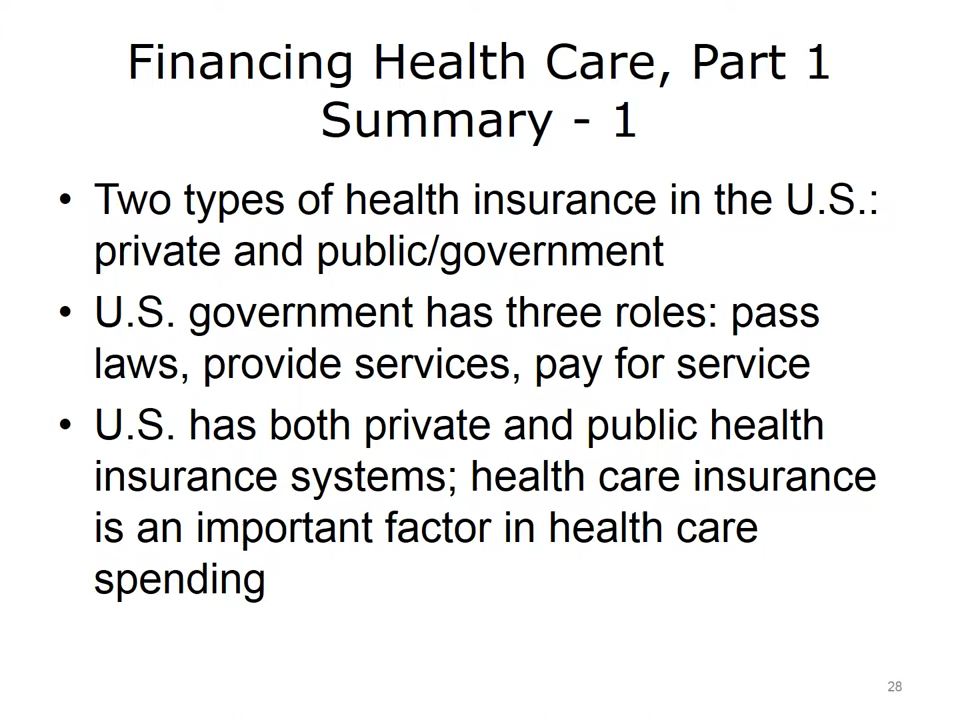 Financing Health Care, Part 1
Summary - 1
• Two types of health insurance in the U.S.:
private and public/government
• U.S. government has three roles: pass
laws, provide services, pay for service
• U.S. has both private and public health
insurance systems; health care insurance
is an important factor in health care
spending
28